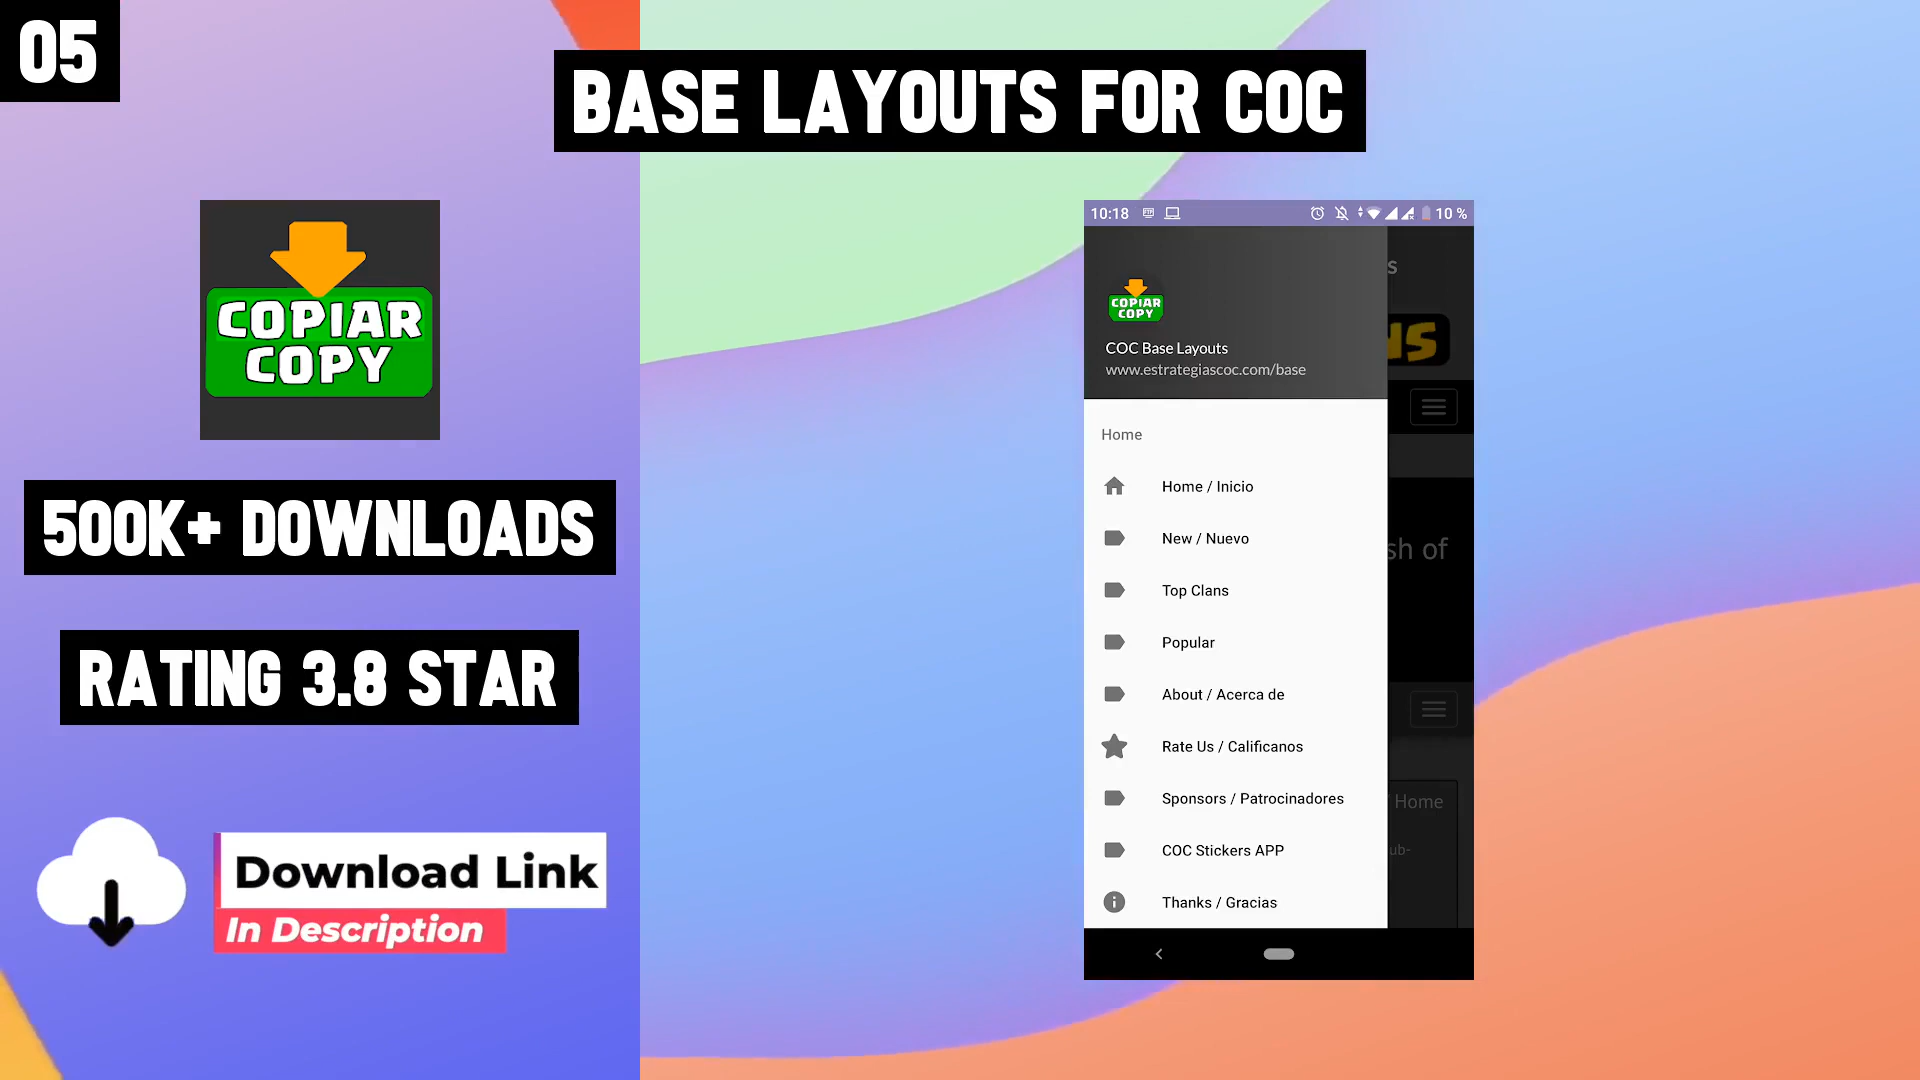 05
BASE LAYOUTS FOR COC
COPIAR
COPY
500K+ DOWNLOADS
RATING 3.8 STAR
Download Link
In Description
10:18
10 %
COPIAR
COPY
COC Base Layouts
www.estrategiascoc.com/base
Home
Home / Inicio
New / Nuevo
Top Clans
Popular
About / Acerca de
Rate Us / Calificanos
Sponsors / Patrocinadores
COC Stickers APP
Thanks / Gracias
s
NS
sh of
Home
ub-